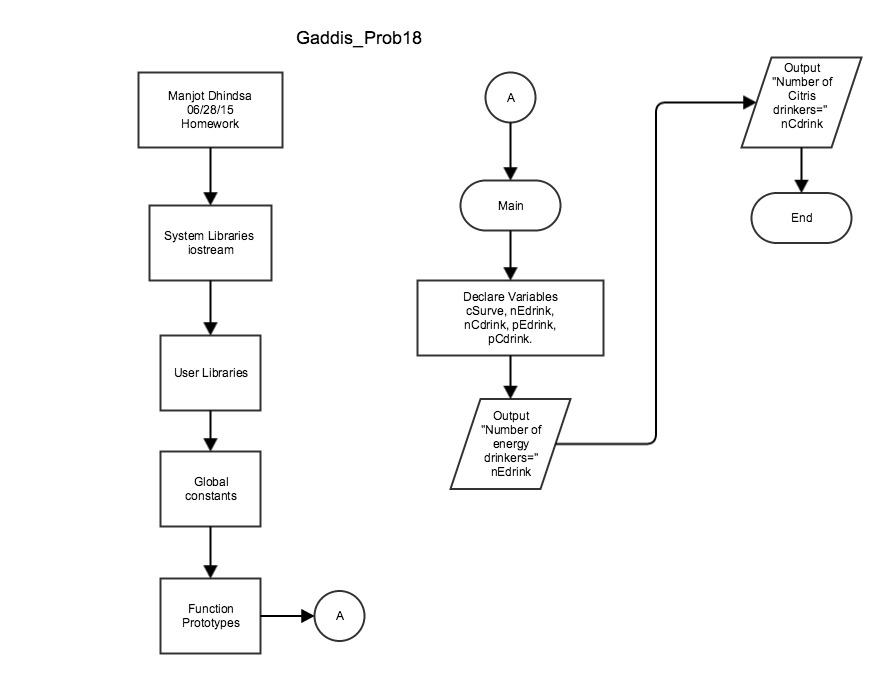 Gaddis_Prob18
Manjot Dhindsa
06/28/15
Homework
System Libraries
iostream
User Libraries
Global
constants
Function
Prototypes
A
A
Main
Declare Variables
cSurve, nEdrink,
nCdrink, pEdrink,
pCdrink.
Output
"Number of
energy
drinkers="
nEdrink
Output
"Number of
Citris
drinkers="
nCdrink
End